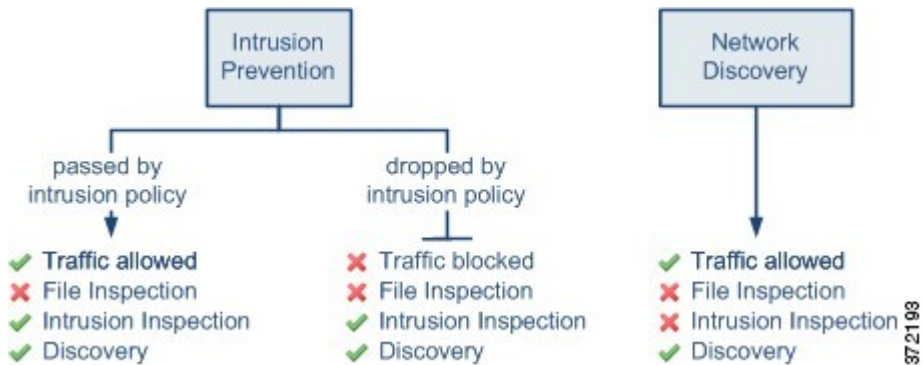 Intrusion
Prevention
Network
Discovery
passed by
intrusion policy
dropped by
intrusion policy
Traffic allowed
File Inspection
Intrusion Inspection
Discovery
Traffic blocked
File Inspection
Intrusion Inspection
Discovery
Traffic allowed
File Inspection
Intrusion Inspection
Discovery
372193